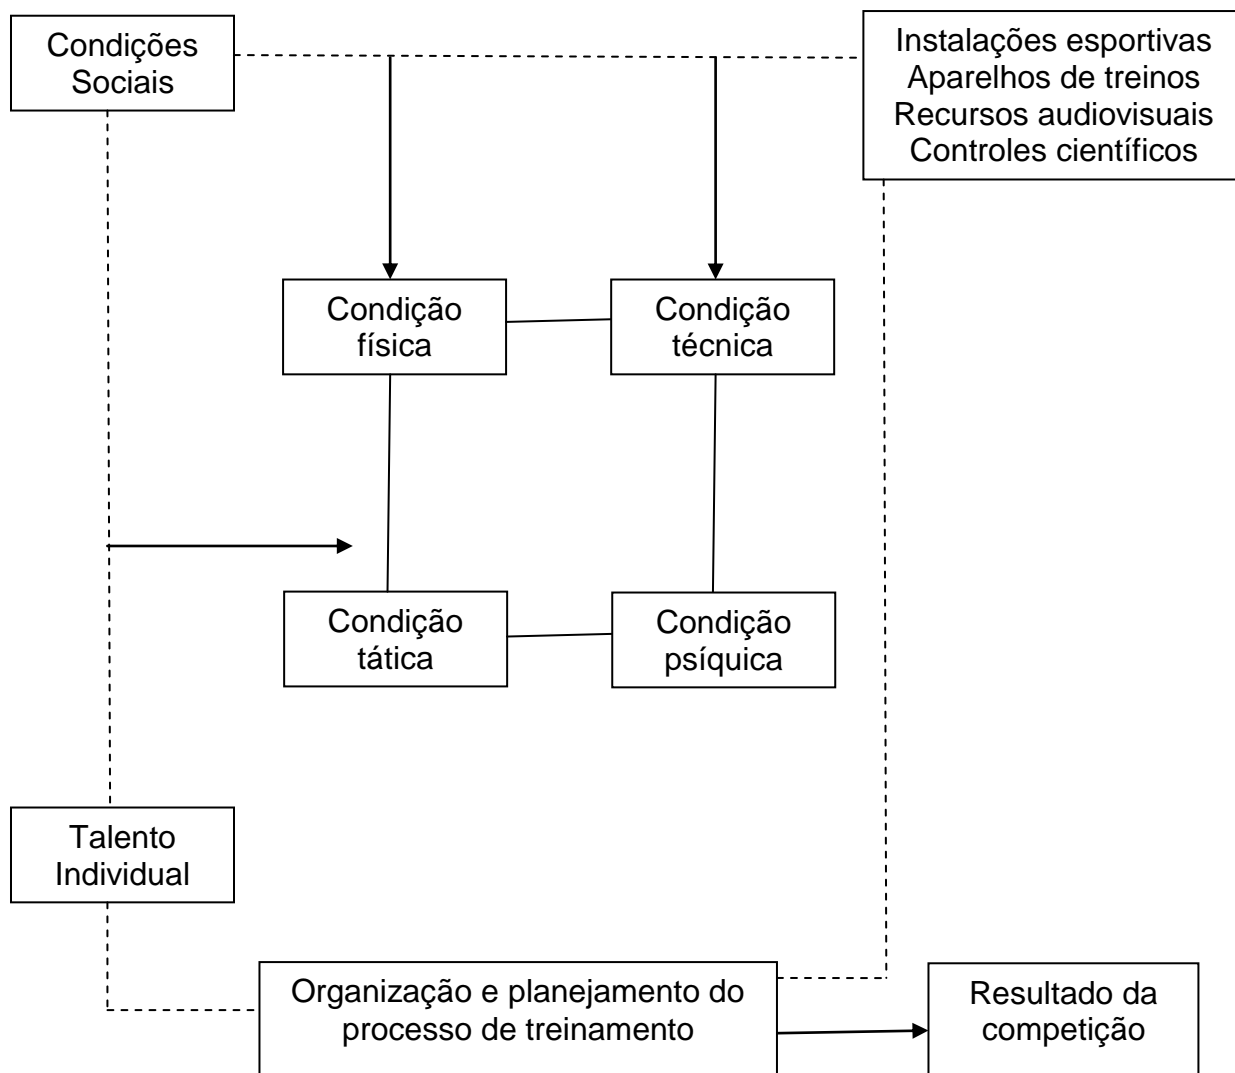 Condições
Sociais
Instalações esportivas
Aparelhos de treinos
Recursos audiovisuais
Controles científicos
Condição
física
Condição
técnica
Condição
tática
Condição
psíquica
Talento
Individual
Organização e planejamento do
processo de treinamento
Resultado da
competição